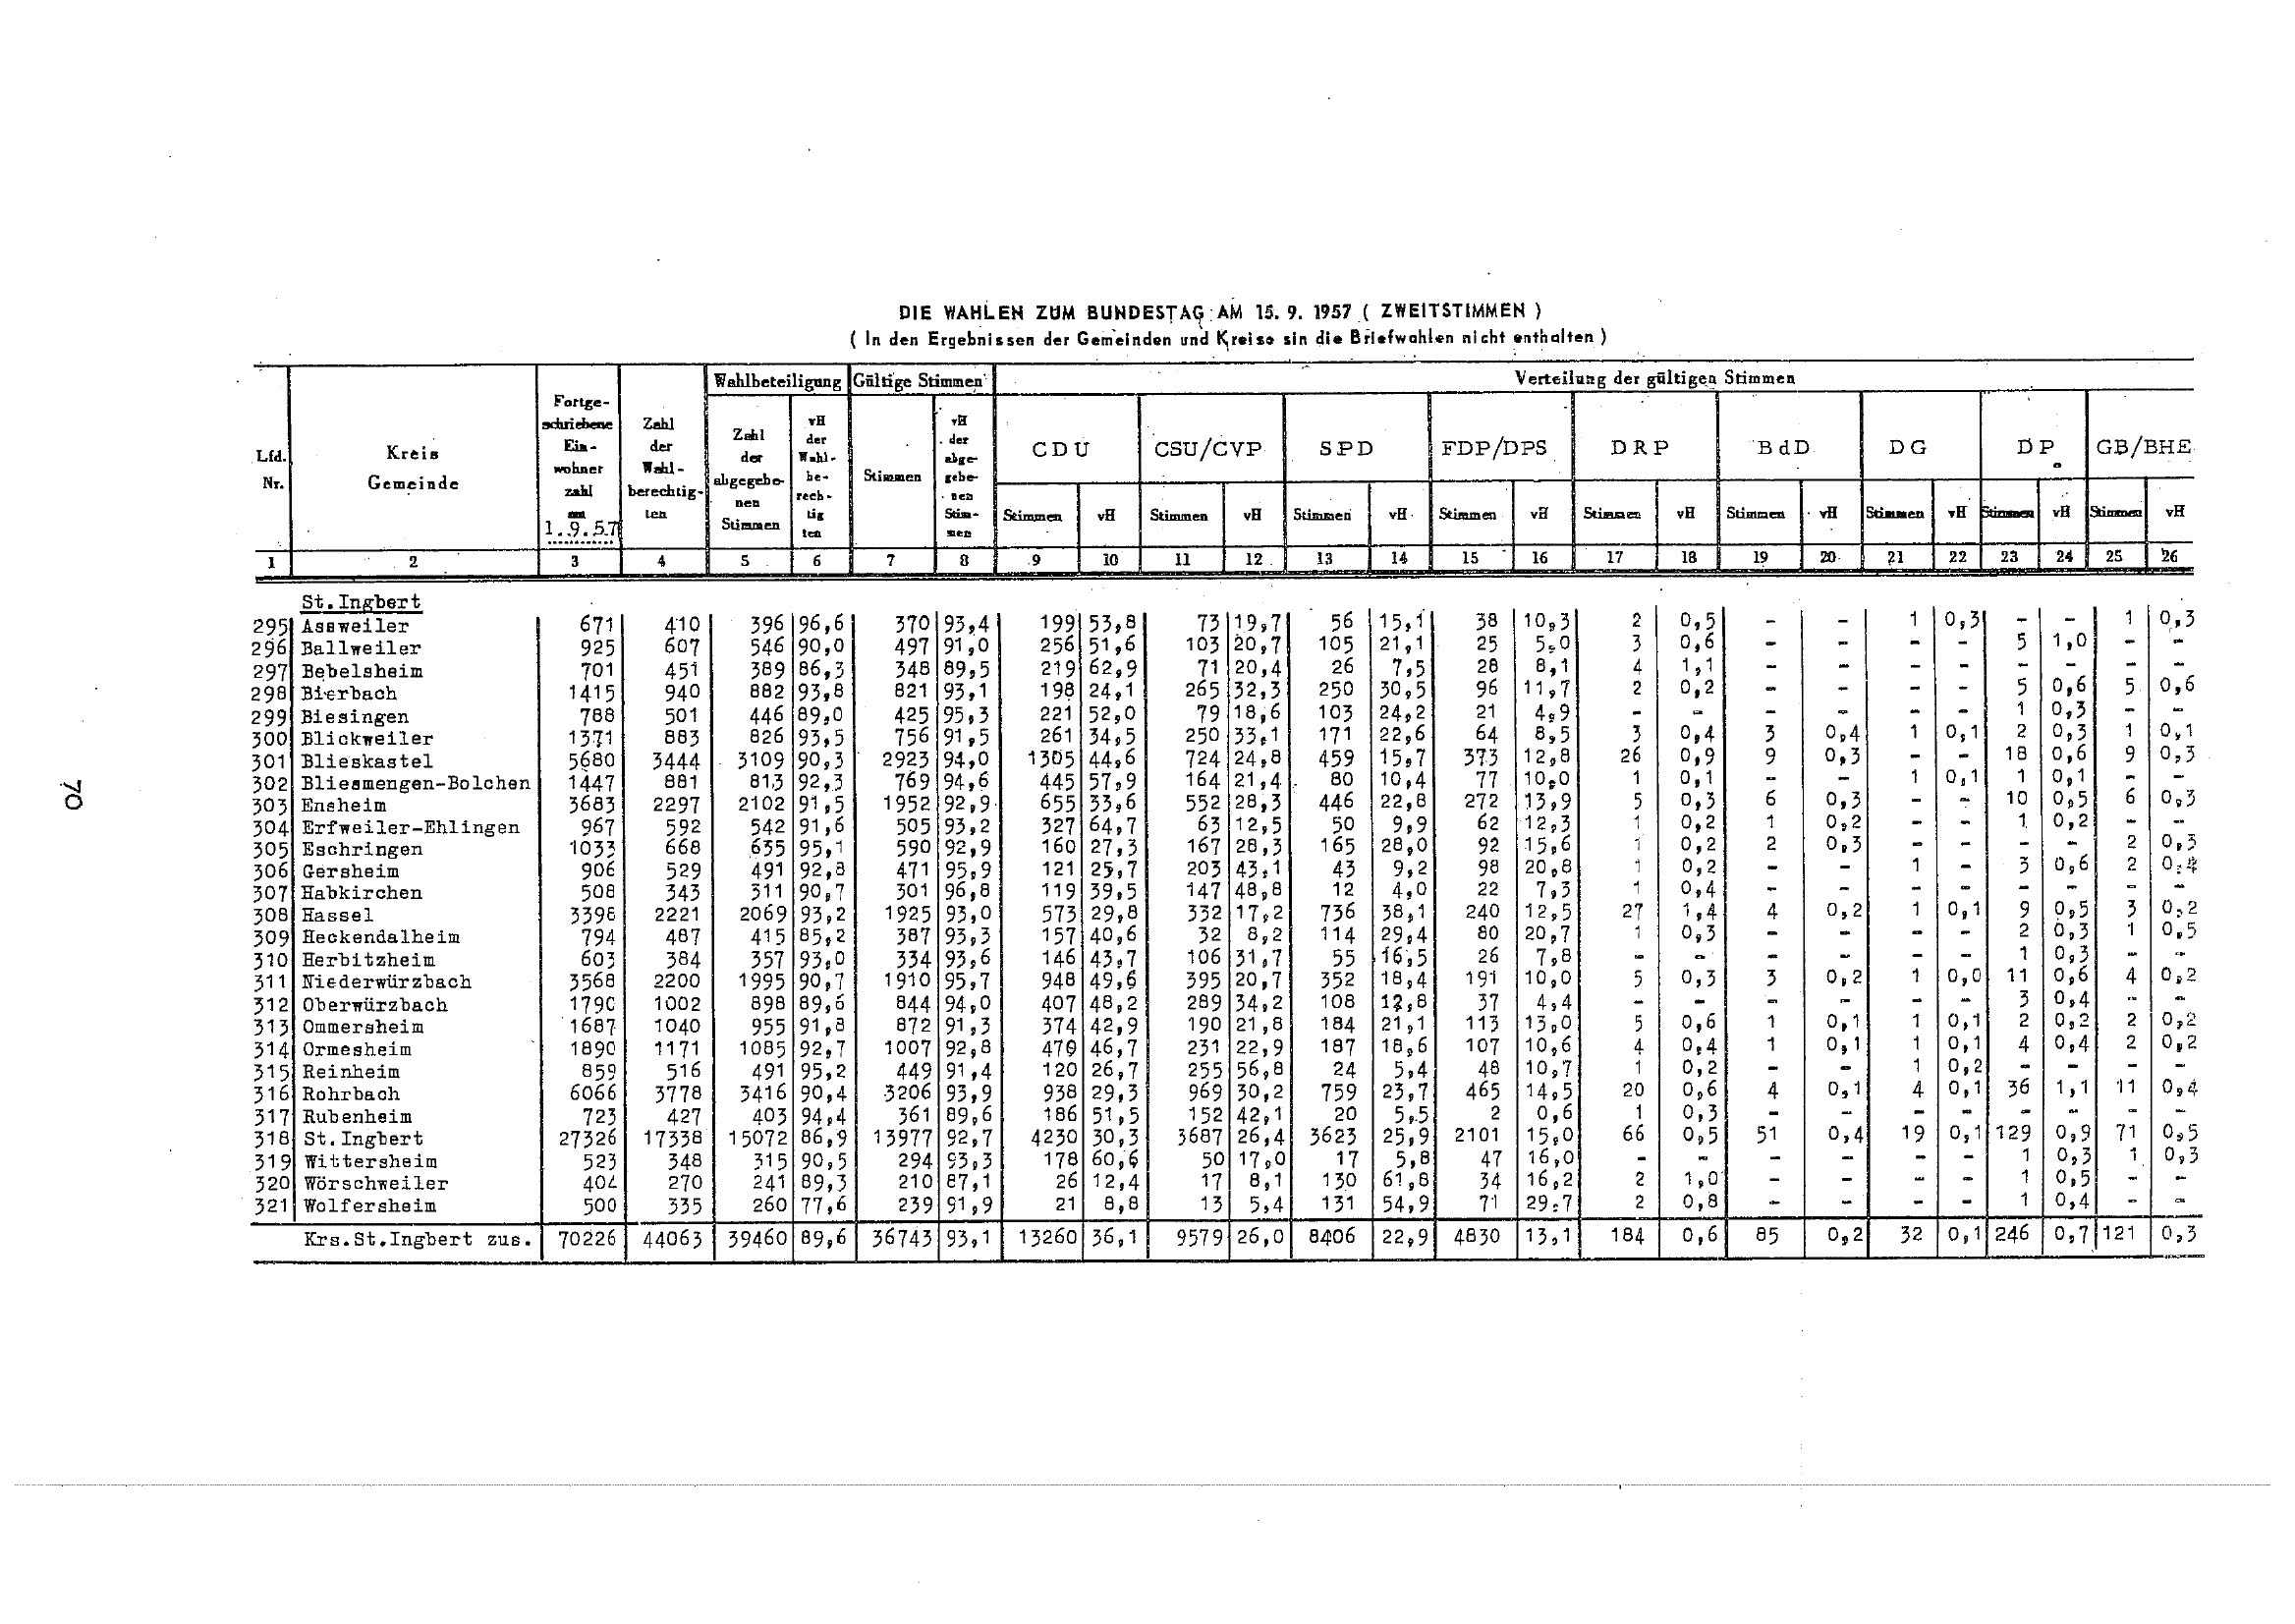 DIE WAHLEN ZUM BUNDESTAG AM 15. 9. 1957 ( ZWEITSTIMMEN )
( In den Ergebnissen der Gemeinden und Kreise sin die Briefwahlen nicht enthalten )
Lfd. Nr. | Kreis Gemeinde | Fortge- schriebene Ein- wohner zahl am 1.9.57 | Zahl der Wahl- berechtig- ten | Wahlbeteiligung | Gültige Stimmen | Verteilung der gültigen Stimmen
Zahl der abgegebe- nen Stimmen | vH der Wahl- be- rech- tig ten | Stimmen | vH der abge- gebe- nen Stim- men | CDU | CSU/CVP | SPD | FDP/DPS | DRP | BdD | DG | DP | GB/BHE
Stimmen | vH | Stimmen | vH | Stimmen | vH | Stimmen | vH | Stimmen | vH | Stimmen | vH | Stimmen | vH | Stimmen | vH | Stimmen | vH
1 2 3 4 5 6 7 8 9 10 11 12 13 14 15 16 17 18 19 20 21 22 23 24 25 26
St.Ingbert
295 Assweiler 671 410 396 96,6 370 93,4 199 53,8 73 19,7 56 15,1 38 10,3 2 0,5 - - 1 0,3 - - 1 0,3
296 Ballweiler 925 607 546 90,0 497 91,0 256 51,6 103 20,7 105 21,1 25 5,0 3 0,6 - - - - 5 1,0 - -
297 Bebelsheim 701 451 389 86,3 348 89,5 219 62,9 71 20,4 26 7,5 28 8,1 4 1,1 - - - - - - - -
298 Bierbach 1415 940 882 93,8 821 93,1 198 24,1 265 32,3 250 30,5 96 11,7 2 0,2 - - - - 5 0,6 5 0,6
299 Biesingen 788 501 446 89,0 425 95,3 221 52,0 79 18,6 103 24,2 21 4,9 - - - - - - 1 0,3 - -
300 Blickweiler 1371 883 826 93,5 756 91,5 261 34,5 250 33,1 171 22,6 64 8,5 3 0,4 3 0,4 1 0,1 2 0,3 1 0,1
301 Blieskastel 5680 3444 3109 90,3 2923 94,0 1305 44,6 724 24,8 459 15,7 373 12,8 26 0,9 9 0,3 - - 18 0,6 9 0,3
302 Bliesmengen-Bolchen 1447 881 813 92,3 769 94,6 445 57,9 164 21,4 80 10,4 77 10,0 1 0,1 - - 1 0,1 1 0,1 - -
303 Ensheim 3683 2297 2102 91,5 1952 92,9 655 33,6 552 28,3 446 22,8 272 13,9 5 0,3 6 0,3 - - 10 0,5 6 0,3
304 Erfweiler-Ehlingen 967 592 542 91,6 505 93,2 327 64,7 63 12,5 50 9,9 62 12,3 1 0,2 1 0,2 - - 1 0,2 - -
305 Eschringen 1033 668 635 95,1 590 92,9 160 27,3 167 28,3 165 28,0 92 15,6 1 0,2 2 0,3 - - - - 2 0,3
306 Gersheim 906 529 491 92,8 471 95,9 121 25,7 203 43,1 43 9,2 98 20,8 1 0,2 - - 1 - 3 0,6 2 0,4
307 Habkirchen 508 343 311 90,7 301 96,8 119 39,5 147 48,8 12 4,0 22 7,3 1 0,4 - - - - - - - -
308 Hassel 3398 2221 2069 93,2 1925 93,0 573 29,8 332 17,2 736 38,1 240 12,5 27 1,4 4 0,2 1 0,1 9 0,5 3 0,2
309 Heckendalheim 794 487 415 85,2 387 93,3 157 40,6 32 8,2 114 29,4 80 20,7 1 0,3 - - - - 2 0,3 1 0,5
310 Herbitzheim 603 384 357 93,0 334 93,6 146 43,7 106 31,7 55 16,5 26 7,8 - - - - - - 1 0,3 - -
311 Niederwürzbach 3568 2200 1995 90,7 1910 95,7 948 49,6 395 20,7 352 18,4 191 10,0 5 0,3 3 0,2 1 0,0 11 0,6 4 0,2
312 Oberwürzbach 1790 1002 898 89,6 844 94,0 407 48,2 289 34,2 108 12,8 37 4,4 - - - - - - 3 0,4 - -
313 Ommersheim 1687 1040 955 91,8 872 91,3 374 42,9 190 21,8 184 21,1 113 13,0 5 0,6 1 0,1 1 0,1 2 0,2 2 0,2
314 Ormesheim 1890 1171 1085 92,7 1007 92,8 470 46,7 231 22,9 187 18,6 107 10,6 4 0,4 1 0,1 1 0,1 4 0,4 2 0,2
315 Reinheim 859 516 491 95,2 449 91,4 120 26,7 255 56,8 24 5,4 48 10,7 1 0,2 - - 1 0,2 - - - -
316 Rohrbach 6066 3778 3416 90,4 3206 93,9 938 29,3 969 30,2 759 23,7 465 14,5 20 0,6 4 0,1 4 0,1 36 1,1 11 0,4
317 Rubenheim 723 427 403 94,4 361 89,6 186 51,5 152 42,1 20 5,5 2 0,6 1 0,3 - - - - - - - -
318 St.Ingbert 27326 17338 15072 86,9 13977 92,7 4230 30,3 3687 26,4 3623 25,9 2101 15,0 66 0,5 51 0,4 19 0,1 129 0,9 71 0,5
319 Wittersheim 523 348 315 90,5 294 93,3 178 60,6 50 17,0 17 5,8 47 16,0 - - - - - - 1 0,3 1 0,3
320 Wörschweiler 404 270 241 89,3 210 87,1 26 12,4 17 8,1 130 61,8 34 16,2 2 1,0 - - - - 1 0,5 - -
321 Wolfersheim 500 335 260 77,6 239 91,9 21 8,8 13 5,4 131 54,9 71 29,7 2 0,8 - - - - 1 0,4 - -
Krs.St.Ingbert zus. 70226 44063 39460 89,6 36743 93,1 13260 36,1 9579 26,0 8406 22,9 4830 13,1 184 0,6 85 0,2 32 0,1 246 0,7 121 0,3
70